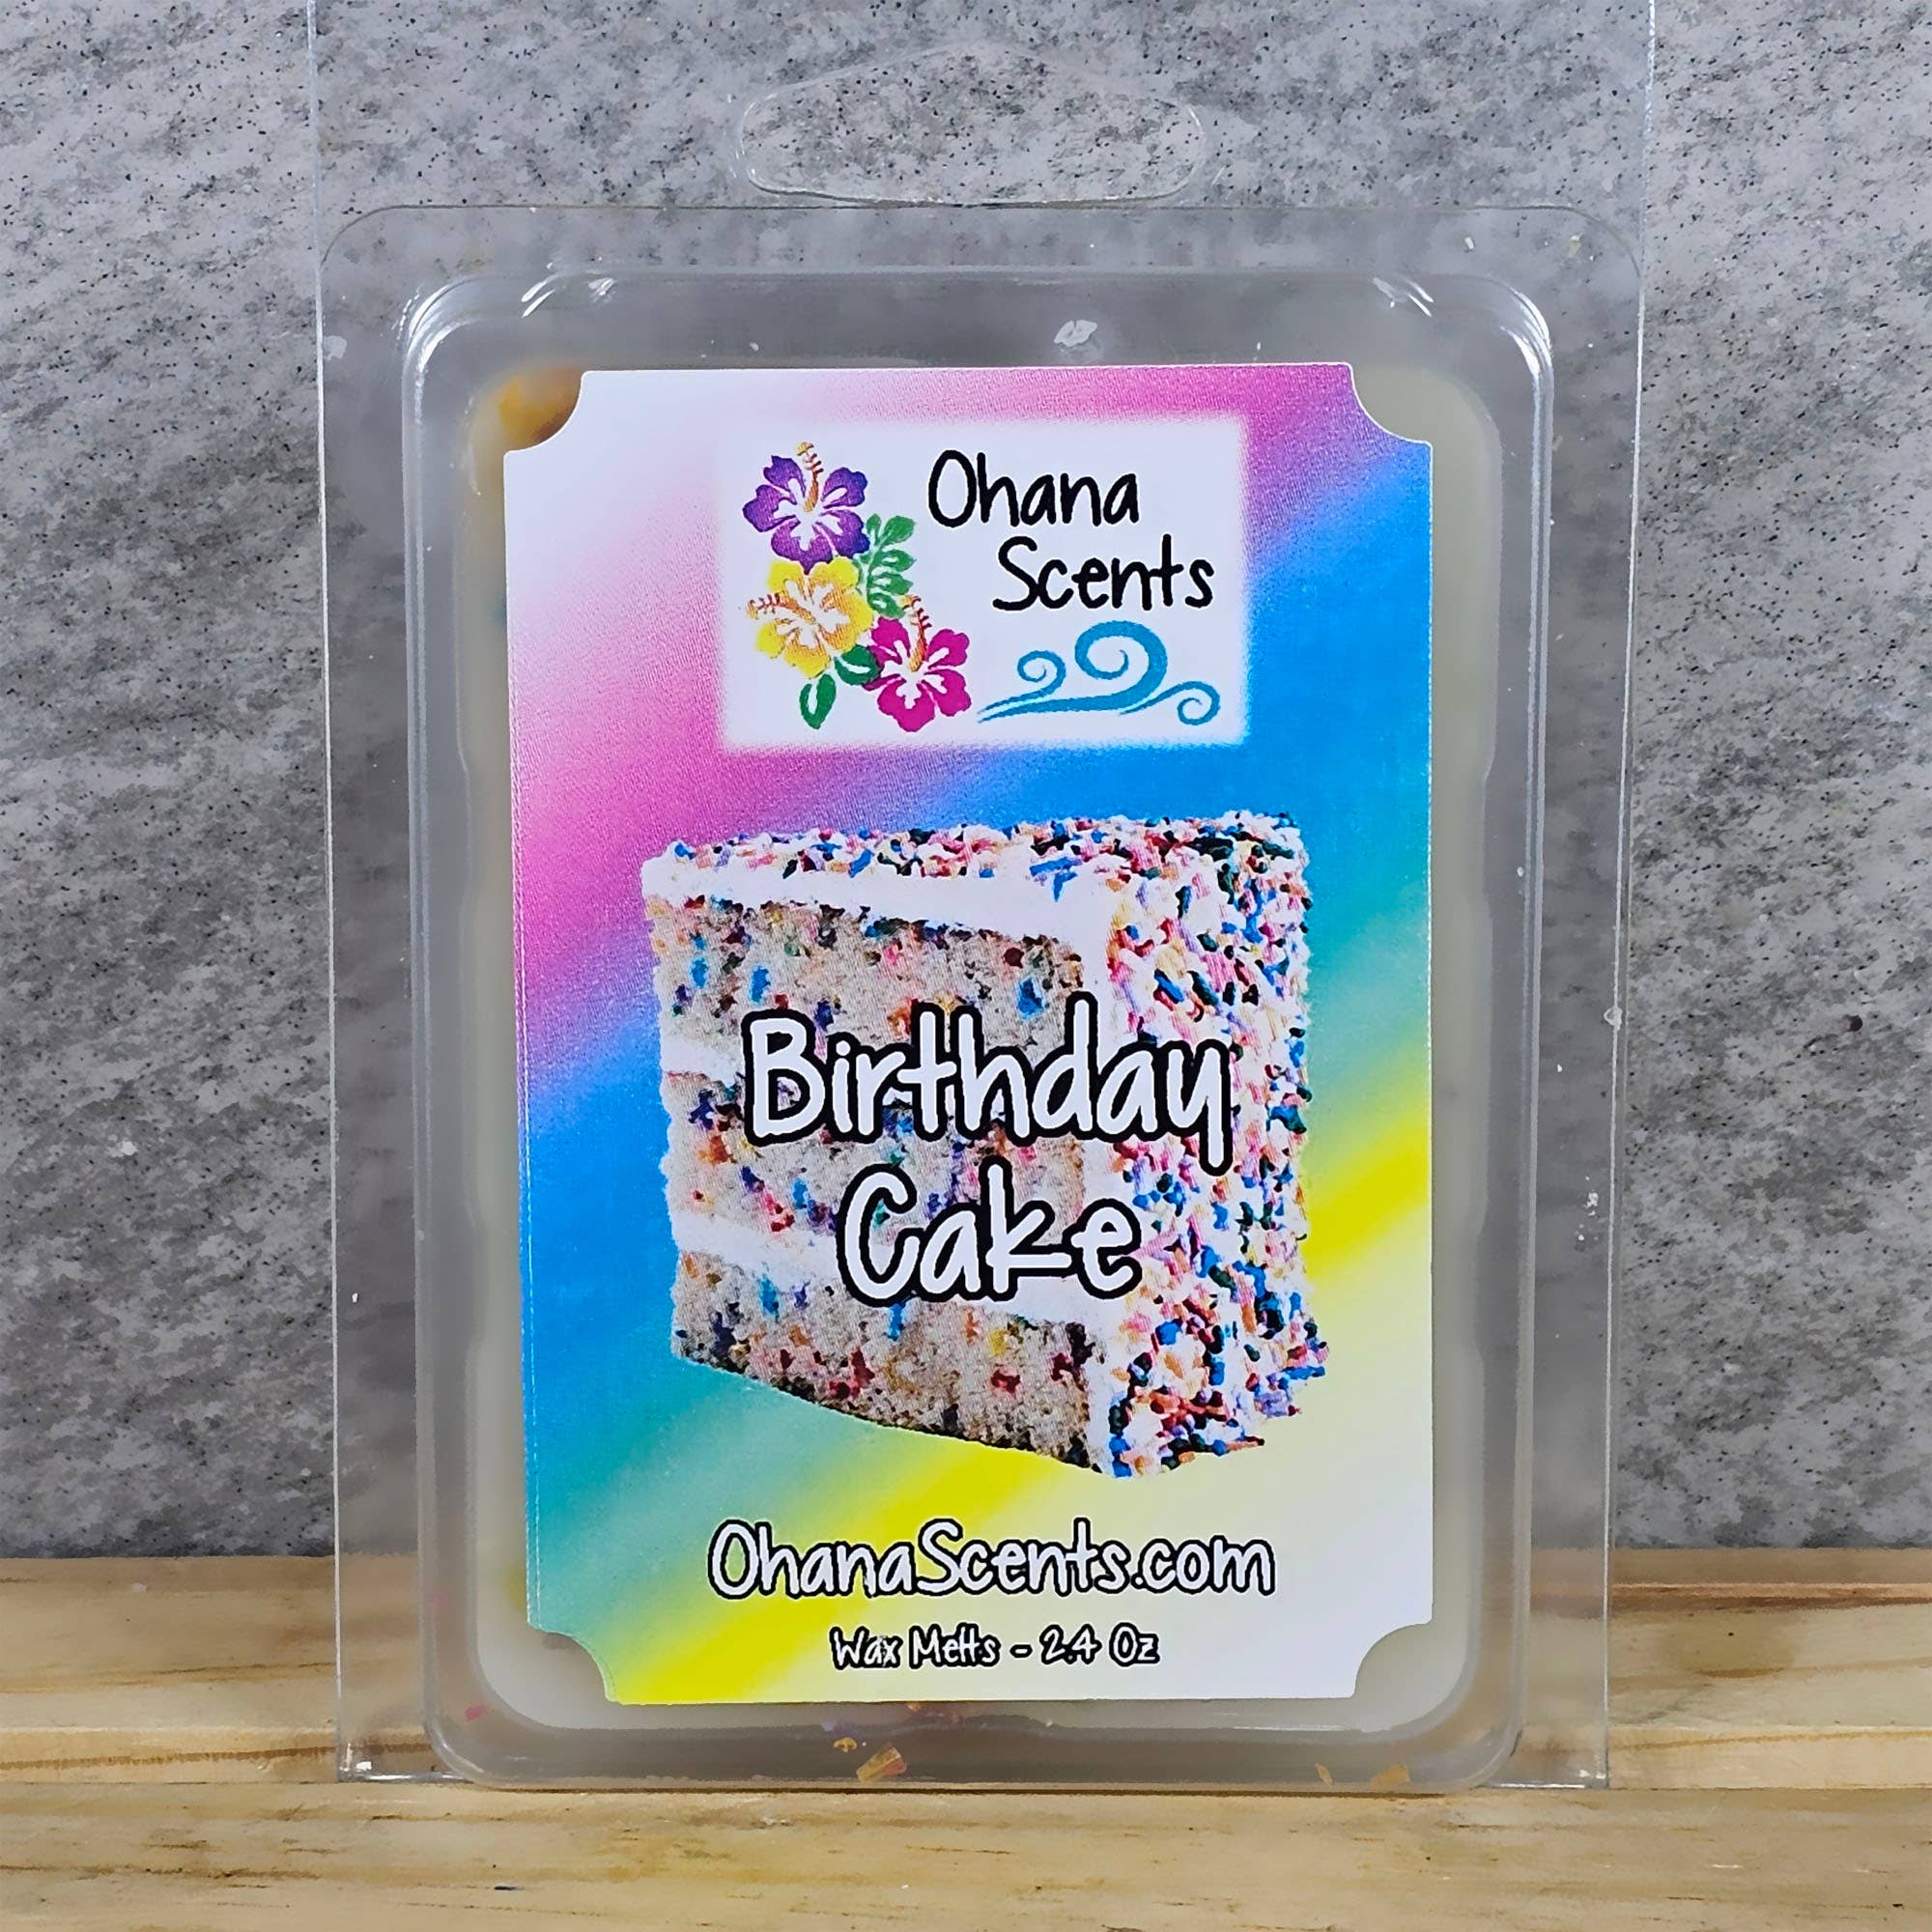 Ohana
Scents
Birthday
Cake
OhanaScents.com
Wax Melts - 2.4 Oz